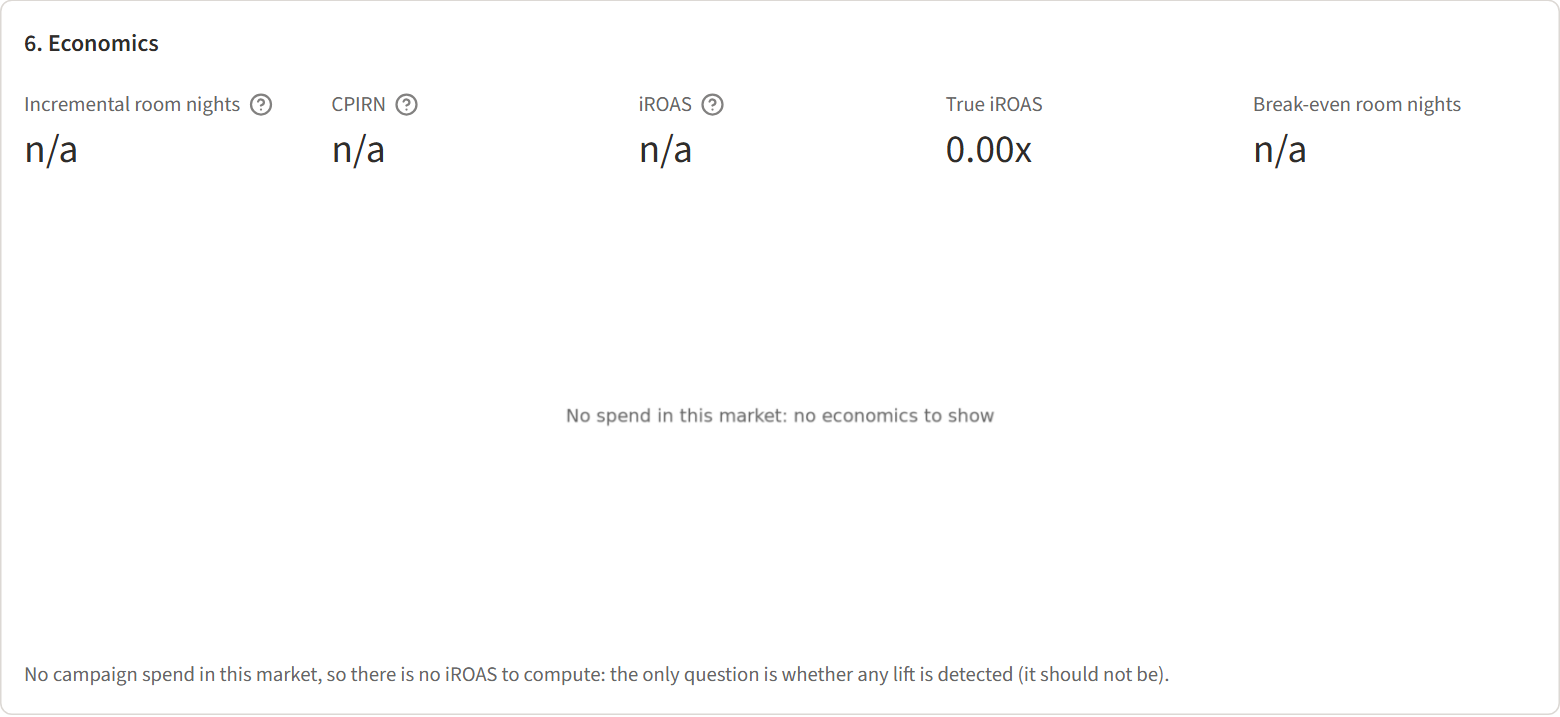 6. Economics
Incremental room nights
CPIRN
iROAS
True iROAS
Break-even room nights
n/a
n/a
n/a
0.00x
n/a
No spend in this market: no economics to show
No campaign spend in this market, so there is no iROAS to compute: the only question is whether any lift is detected (it should not be).